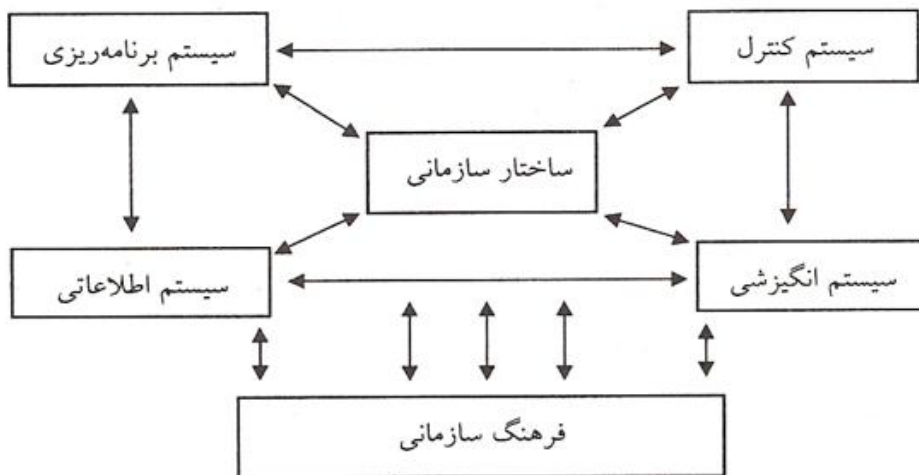 سیستم کنترل
سیستم برنامه‌ریزی
ساختار سازمانی
سیستم انگیزشی
سیستم اطلاعاتی
فرهنگ سازمانی